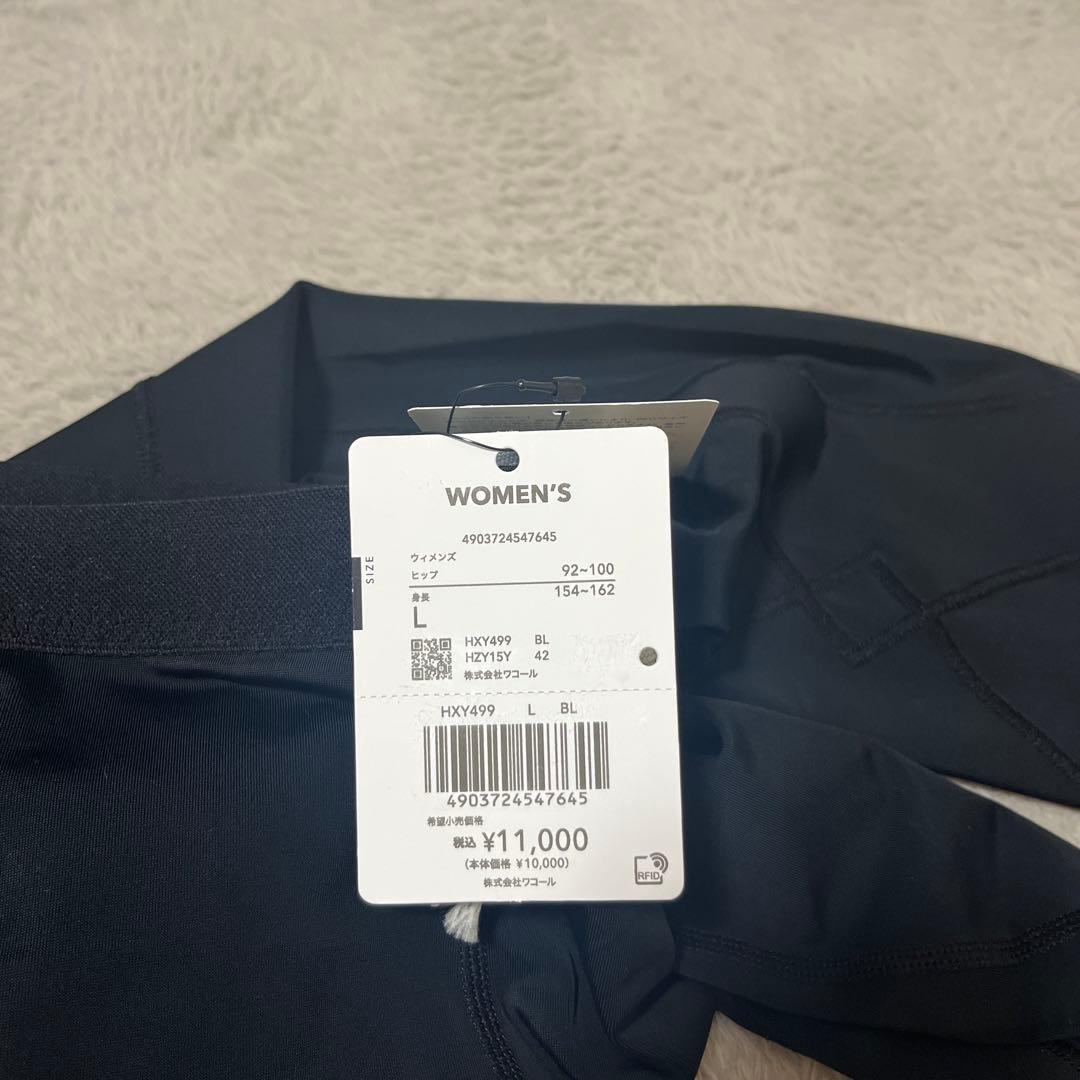 WOMEN'S
4903724547645
SIZE
ウィメンズ
ヒップ 92~100
身長 154~162
L
HXY499 BL
HZY15Y 42
株式会社ワコール
HXY499 L BL
4903724547645
希望小売価格
税込 ¥11,000
(本体価格 ¥10,000)
株式会社ワコール
RFID